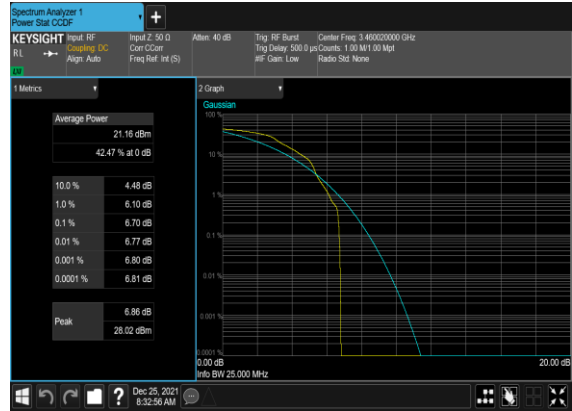 Spectrum Analyzer 1
Power Stat CCDF
KEYSIGHT
RL
Input: RF
Coupling: DC
Align: Auto
Input Z: 50 Ω
Corr CCorr
Freq Ref: Int (S)
Atten: 40 dB
Trig: RF Burst
Trig Delay: 500.0 µs
#IF Gain: Low
Center Freq: 3.460020000 GHz
Counts: 1.00 M/1.00 Mpt
Radio Std: None
1 Metrics
Average Power
21.16 dBm
42.47 % at 0 dB
10.0 % 4.48 dB
1.0 % 6.10 dB
0.1 % 6.70 dB
0.01 % 6.77 dB
0.001 % 6.80 dB
0.0001 % 6.81 dB
Peak
6.86 dB
28.02 dBm
2 Graph
Gaussian
100 %
10 %
1 %
0.1 %
0.01 %
0.001 %
0.0001 %
0.00 dB
20.00 dB
Info BW 25.000 MHz
Dec 25, 2021
8:32:56 AM